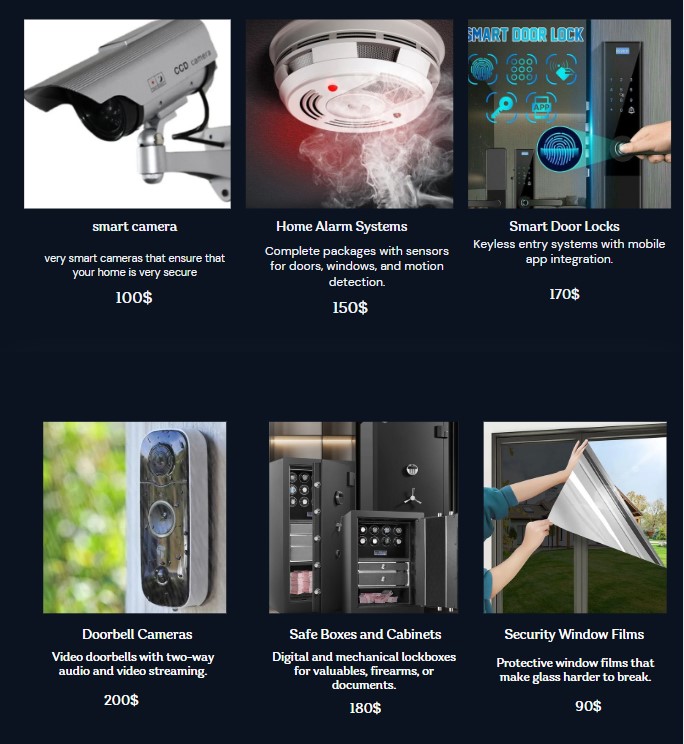 CCD camera
SMART DOOR LOCK
APP
smart camera
very smart cameras that ensure that
your home is very secure
100$
Home Alarm Systems
Complete packages with sensors
for doors, windows, and motion
detection.
150$
Smart Door Locks
Keyless entry systems with mobile
app integration.
170$
Doorbell Cameras
Video doorbells with two-way
audio and video streaming.
200$
Safe Boxes and Cabinets
Digital and mechanical lockboxes
for valuables, firearms, or
documents.
180$
Security Window Films
Protective window films that
make glass harder to break.
90$